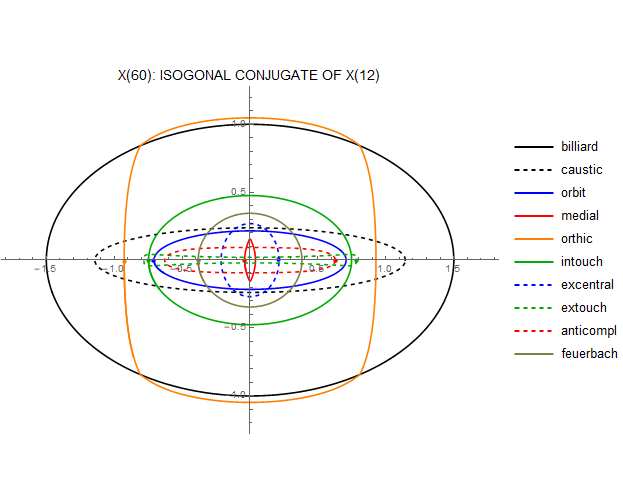 X(60): ISOGONAL CONJUGATE OF X(12)
1.0
0.5
-1.5
-1.0
-0.5
0.5
1.0
1.5
-0.5
-1.0
billiard
caustic
orbit
medial
orthic
intouch
excentral
extouch
anticompl
feuerbach